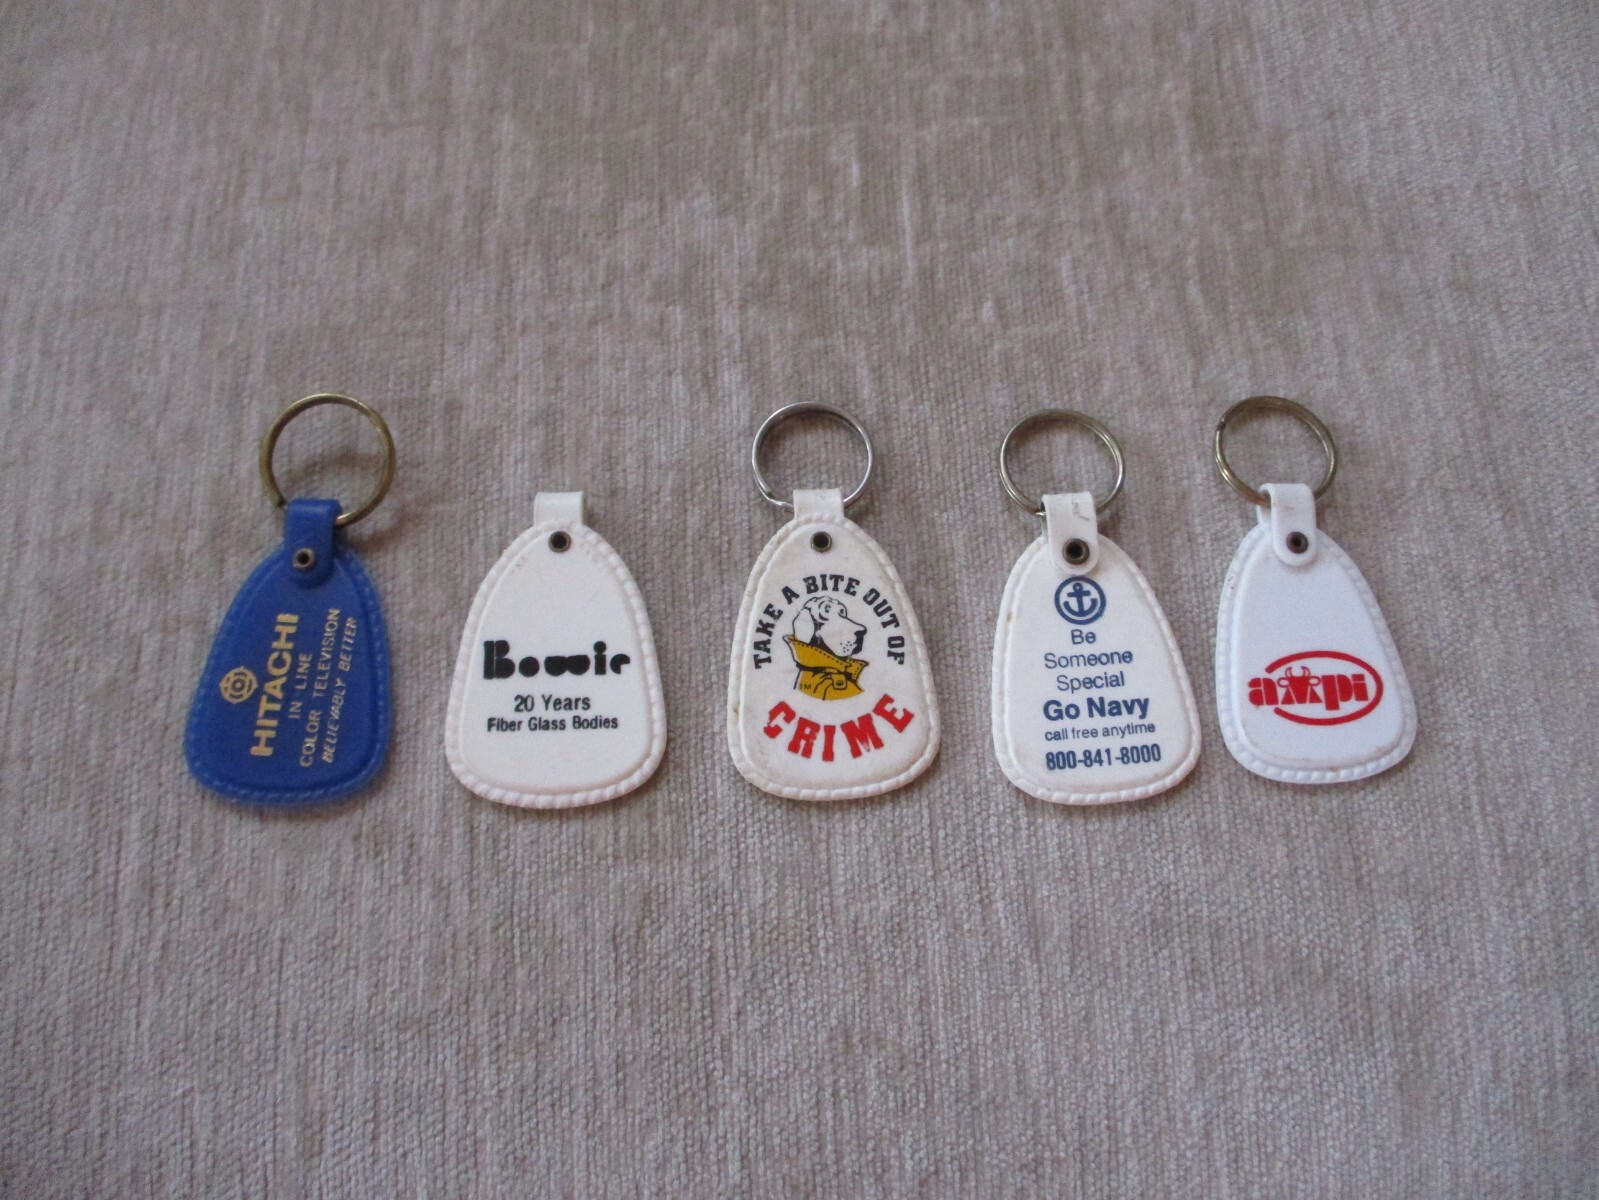 HITACHI
IN LINE
COLOR TELEVISION
BELIEVABLY BETTER
Bowie
20 Years
Fiber Glass Bodies
TAKE A BITE OUT OF
TM
CRIME
Be
Someone
Special
Go Navy
call free anytime
800-841-8000
ampi